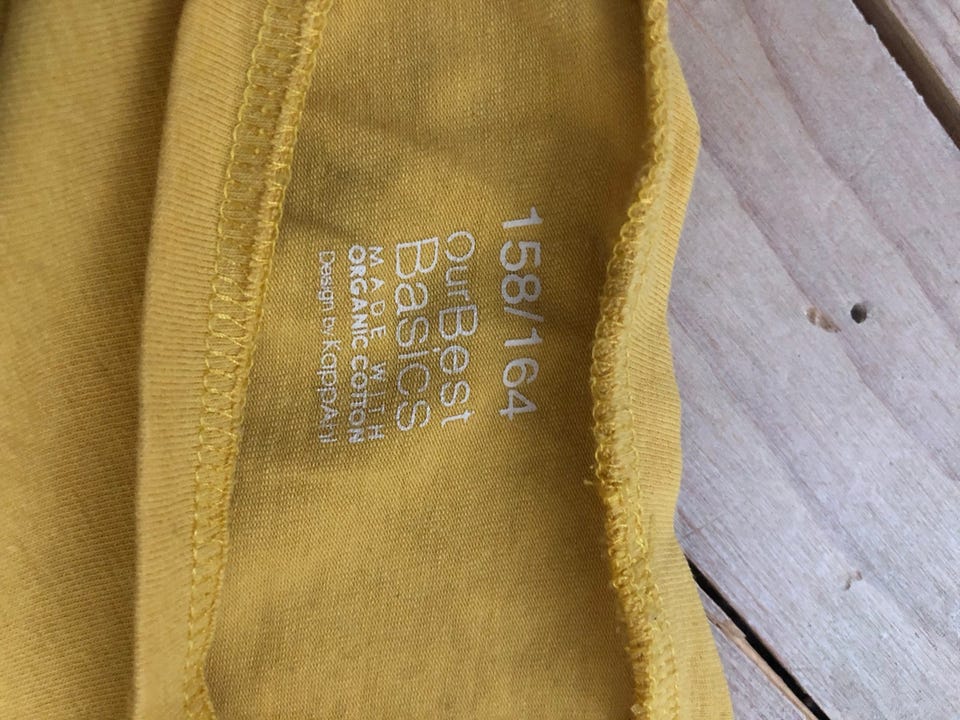 158/164
OurBest
Basics
MADE WITH
ORGANIC COTTON
Design by KappAhl